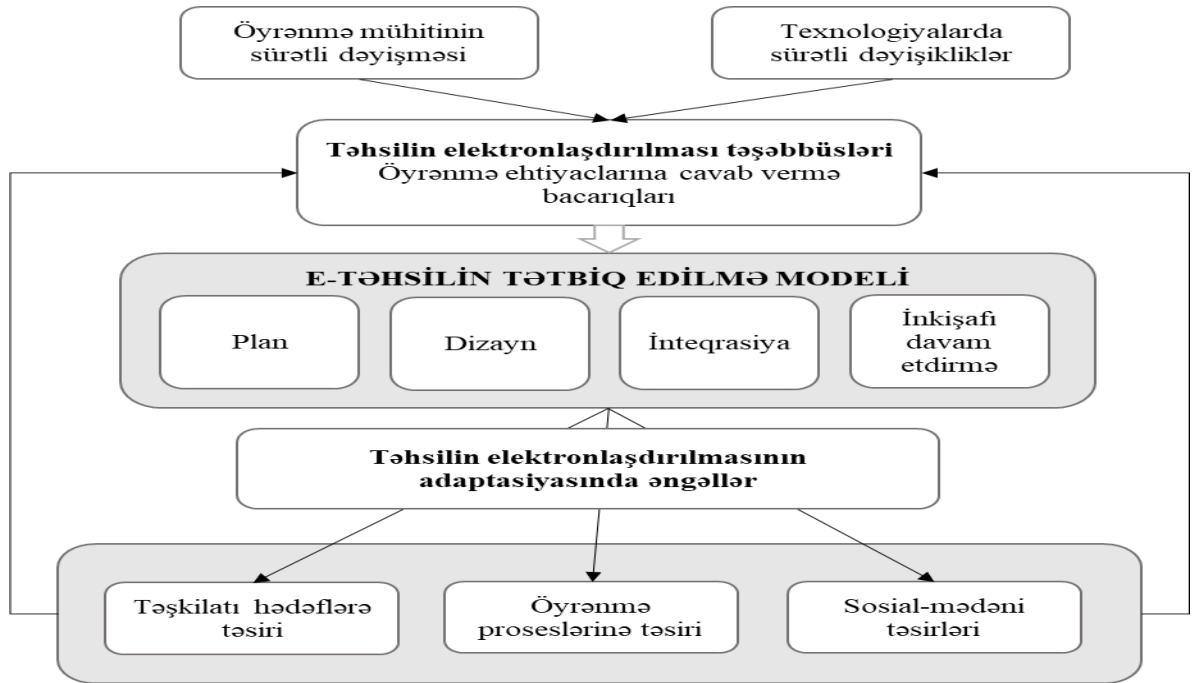 Öyrənmə mühitinin
sürətli dəyişməsi
Texnologiyalarda
sürətli dəyişikliklər
Təhsilin elektronlaşdırılması təşəbbüsləri
Öyrənmə ehtiyaclarına cavab vermə
bacarıqları
E-TƏHSİLİN TƏTBİQ EDİLMƏ MODELİ
Plan
Dizayn
İnteqrasiya
İnkişafı
davam
etdirmə
Təhsilin elektronlaşdırılmasının
adaptasiyasında əngəllər
Təşkilatı hədəflərə
təsiri
Öyrənmə
proseslərinə təsiri
Sosial-mədəni
təsirləri